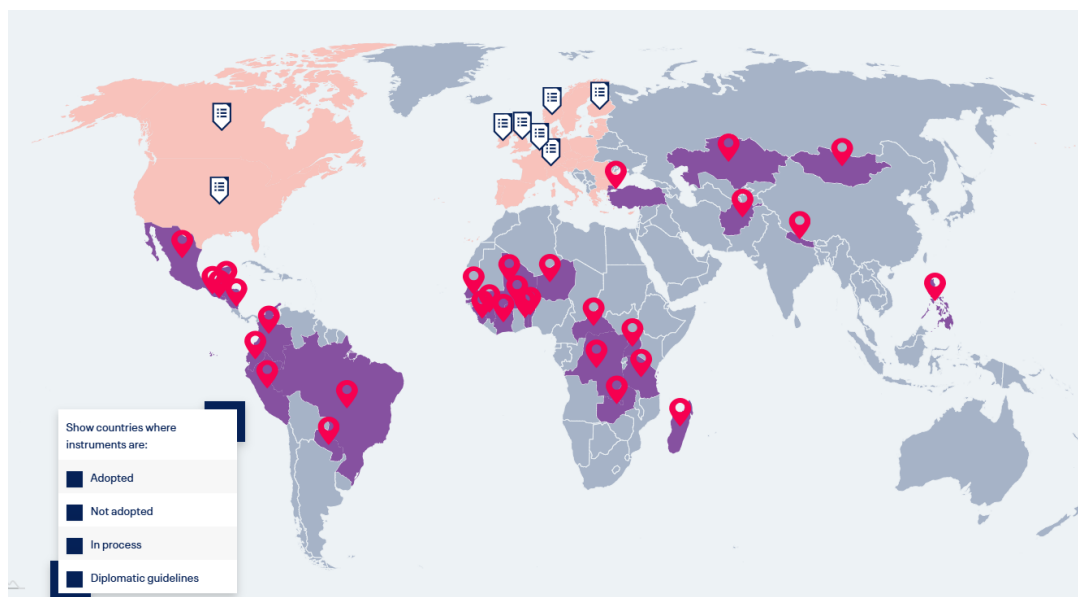 Show countries where
instruments are:
Adopted
Not adopted
In process
Diplomatic guidelines